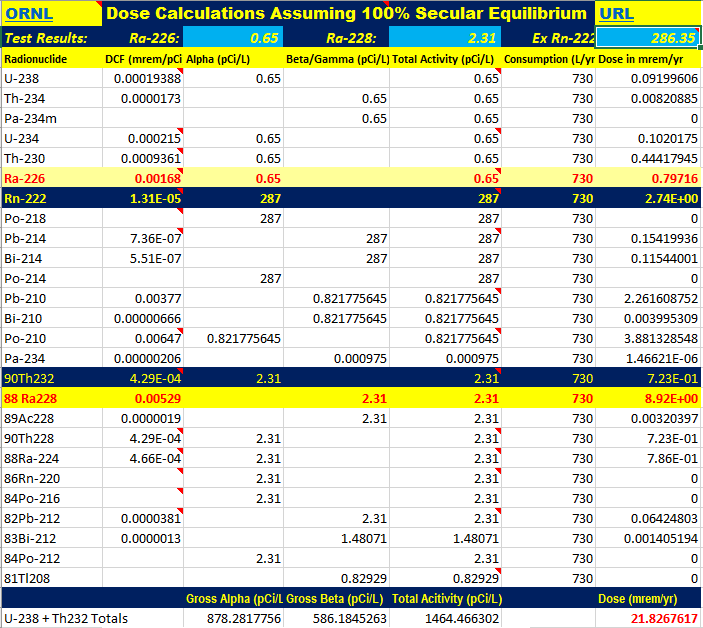 ORNL Dose Calculations Assuming 100% Secular Equilibrium URL
Test Results: Ra-226: 0.65 Ra-228: 2.31 Ex Rn-222 286.35
Radionuclide DCF (mrem/pCi Alpha (pCi/L) Beta/Gamma (pCi/L) Total Activity (pCi/L) Consumption (L/yr Dose in mrem/yr
U-238 0.00019388 0.65 0.65 730 0.09199606
Th-234 0.0000173 0.65 0.65 730 0.00820885
Pa-234m 0.65 0.65 730 0
U-234 0.000215 0.65 0.65 730 0.1020175
Th-230 0.0009361 0.65 0.65 730 0.44417945
Ra-226 0.00168 0.65 0.65 730 0.79716
Rn-222 1.31E-05 287 287 730 2.74E+00
Po-218 287 287 730 0
Pb-214 7.36E-07 287 287 730 0.15419936
Bi-214 5.51E-07 287 287 730 0.11544001
Po-214 287 287 730 0
Pb-210 0.00377 0.821775645 0.821775645 730 2.261608752
Bi-210 0.00000666 0.821775645 0.821775645 730 0.003995309
Po-210 0.00647 0.821775645 0.821775645 730 3.881328548
Pa-234 0.00000206 0.000975 0.000975 730 1.46621E-06
90Th232 4.29E-04 2.31 2.31 730 7.23E-01
88 Ra228 0.00529 2.31 2.31 730 8.92E+00
89Ac228 0.0000019 2.31 2.31 730 0.00320397
90Th228 4.29E-04 2.31 2.31 730 7.23E-01
88Ra-224 4.66E-04 2.31 2.31 730 7.86E-01
86Rn-220 2.31 2.31 730 0
84Po-216 2.31 2.31 730 0
82Pb-212 0.0000381 2.31 2.31 730 0.06424803
83Bi-212 0.0000013 1.48071 1.48071 730 0.001405194
84Po-212 2.31 2.31 730 0
81Tl208 0.82929 0.82929 730 0
Gross Alpha (pCi/L Gross Beta (pCi/L) Total Acitivity (pCi/L) Dose (mrem/yr)
U-238 + Th232 Totals 878.2817756 586.1845263 1464.466302 21.8267617